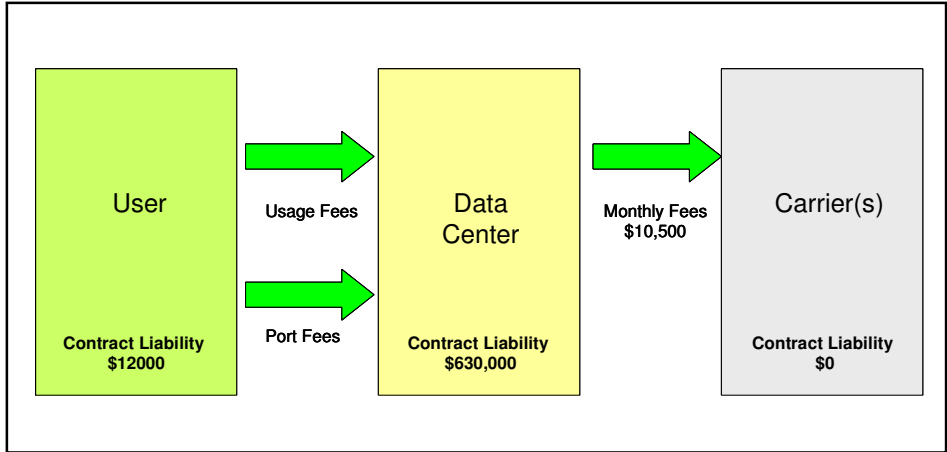 User
Contract Liability
$12000
Usage Fees
Port Fees
Data
Center
Contract Liability
$630,000
Monthly Fees
$10,500
Carrier(s)
Contract Liability
$0